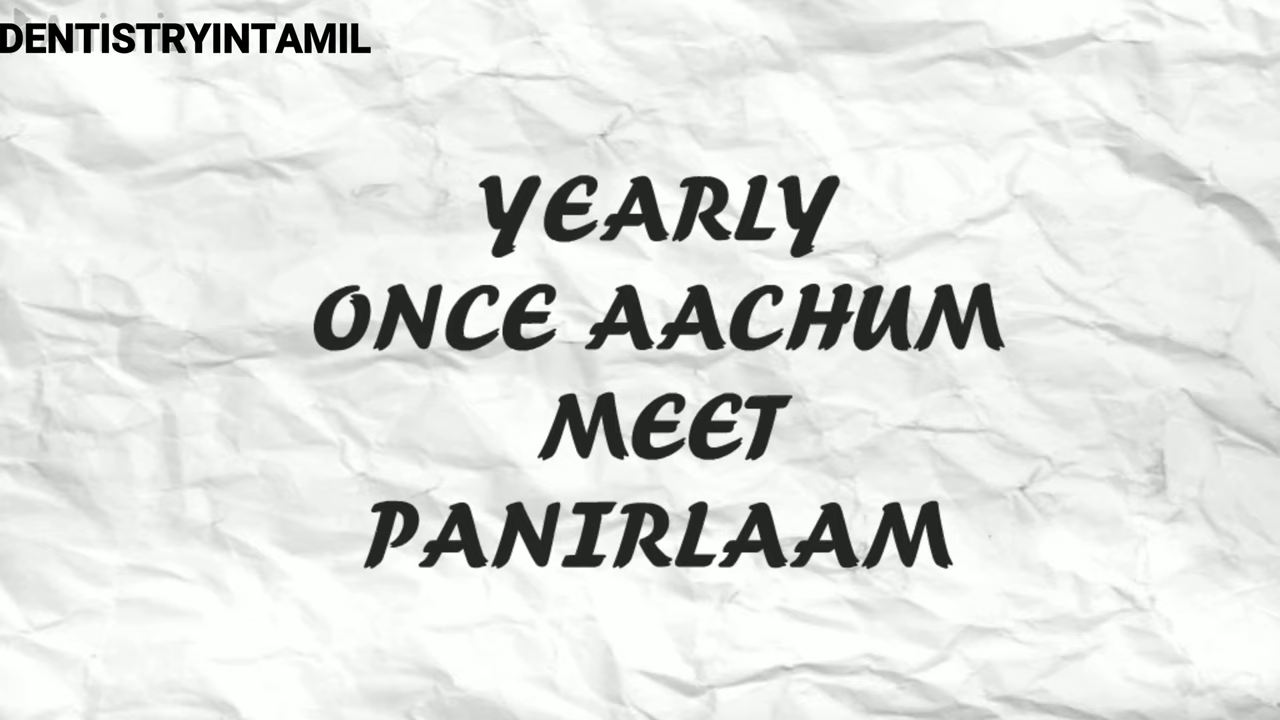 DENTISTRYINTAMIL
YEARLY
ONCE AACHUM
MEET
PANIRLAAM